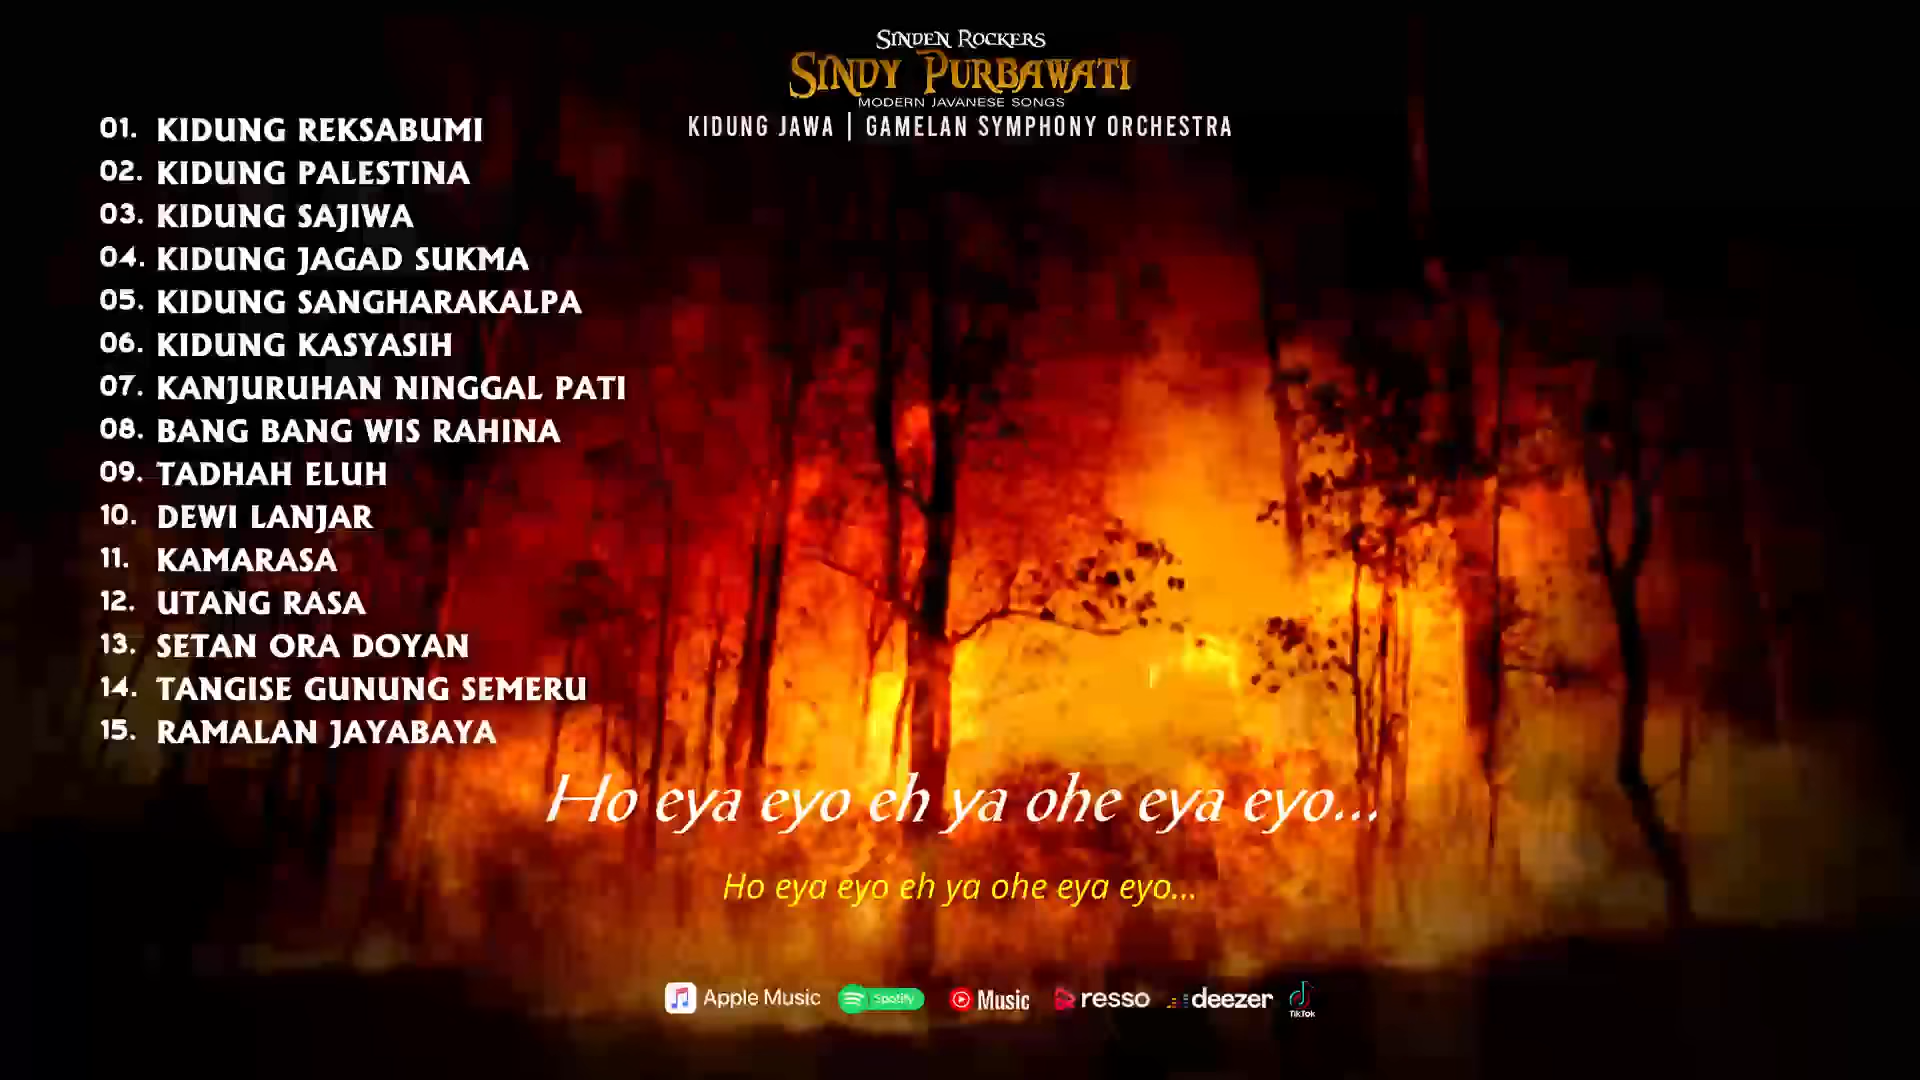 SINDEN ROCKERS
SINDY PURBAWATI
MODERN JAVANESE SONGS
KIDUNG JAWA | GAMELAN SYMPHONY ORCHESTRA
01. KIDUNG REKSABUMI
02. KIDUNG PALESTINA
03. KIDUNG SAJIWA
04. KIDUNG JAGAD SUKMA
05. KIDUNG SANGHARAKALPA
06. KIDUNG KASYASIH
07. KANJURUHAN NINGGAL PATI
08. BANG BANG WIS RAHINA
09. TADHAH ELUH
10. DEWI LANJAR
11. KAMARASA
12. UTANG RASA
13. SETAN ORA DOYAN
14. TANGISE GUNUNG SEMERU
15. RAMALAN JAYABAYA
Ho eya eyo eh ya ohe eya eyo...
Ho eya eyo eh ya ohe eya eyo...
Apple Music Spotify Music resso deezer TikTok